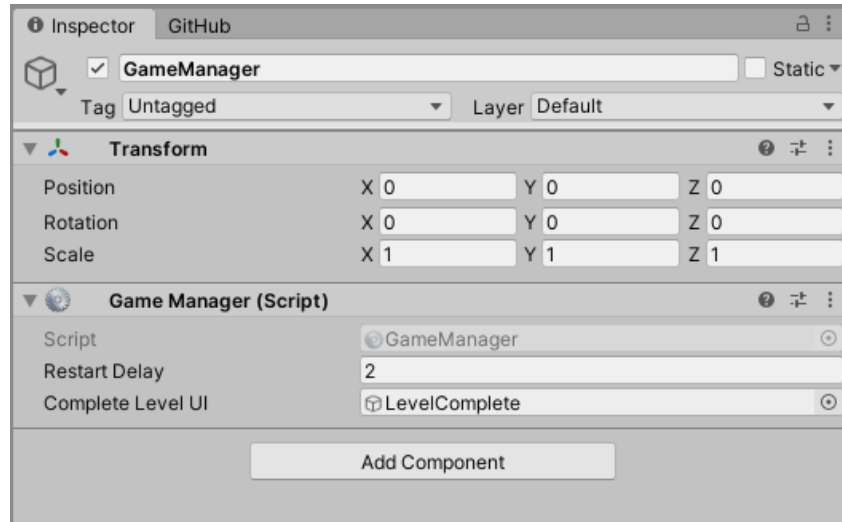 Inspector GitHub
GameManager Static
Tag Untagged Layer Default
Transform
Position X 0 Y 0 Z 0
Rotation X 0 Y 0 Z 0
Scale X 1 Y 1 Z 1
Game Manager (Script)
Script GameManager
Restart Delay 2
Complete Level UI LevelComplete
Add Component